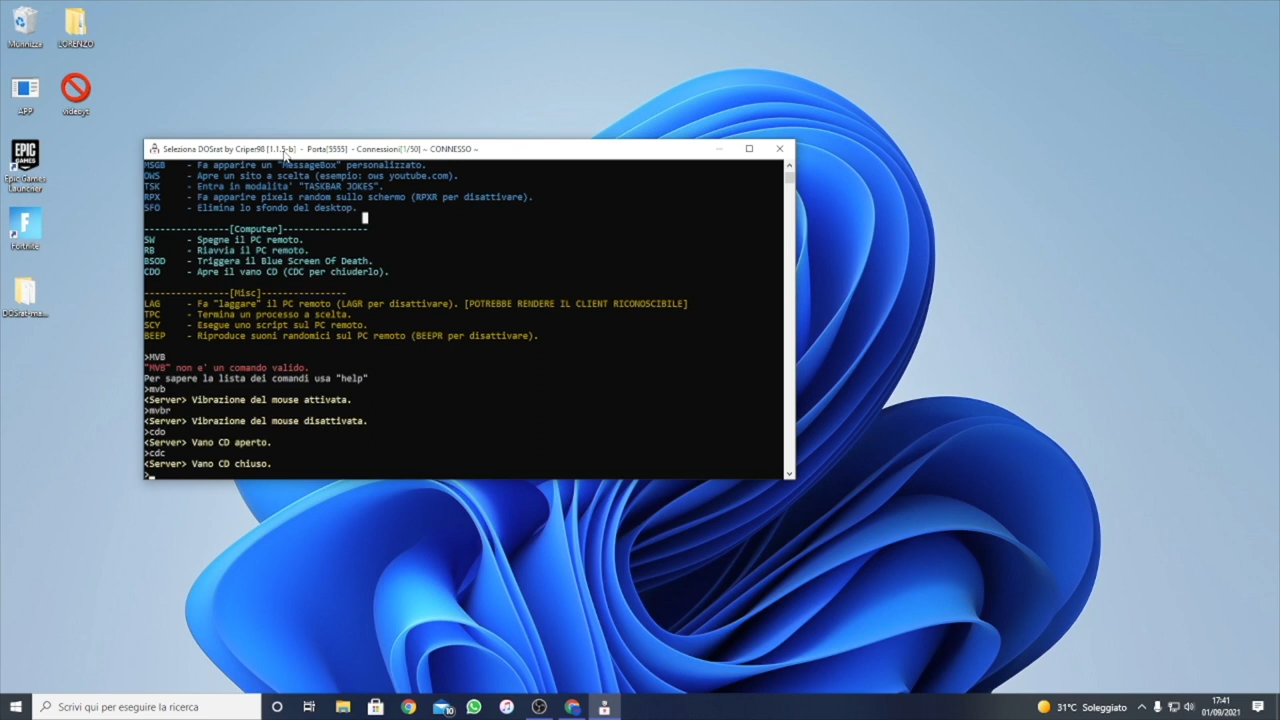 Munnizza
LORENZO
APP
videoyt
Epic Games
Launcher
Fortnite
DOSrat-ma...
Seleziona DOSrat by Criper98 [1.1.5-b] - Porta[5555] - Connessioni[1/50] ~ CONNESSO ~
MSGB - Fa apparire un "MessageBox" personalizzato.
OWS - Apre un sito a scelta (esempio: ows youtube.com).
TSK - Entra in modalita' "TASKBAR JOKES".
RPX - Fa apparire pixels random sullo schermo (RPXR per disattivare).
SFO - Elimina lo sfondo del desktop.
----------------[Computer]----------------
SW - Spegne il PC remoto.
RB - Riavvia il PC remoto.
BSOD - Triggera il Blue Screen Of Death.
CDO - Apre il vano CD (CDC per chiuderlo).
----------------[Misc]----------------
LAG - Fa "laggare" il PC remoto (LAGR per disattivare). [POTREBBE RENDERE IL CLIENT RICONOSCIBILE]
TPC - Termina un processo a scelta.
SCY - Esegue uno script sul PC remoto.
BEEP - Riproduce suoni randomici sul PC remoto (BEEPR per disattivare).
>MVB
"MVB" non e' un comando valido.
Per sapere la lista dei comandi usa "help"
>mvb
<Server> Vibrazione del mouse attivata.
>mvbr
<Server> Vibrazione del mouse disattivata.
>cdo
<Server> Vano CD aperto.
>cdc
<Server> Vano CD chiuso.
>
Scrivi qui per eseguire la ricerca
10
31°C Soleggiato
17:41
01/09/2021